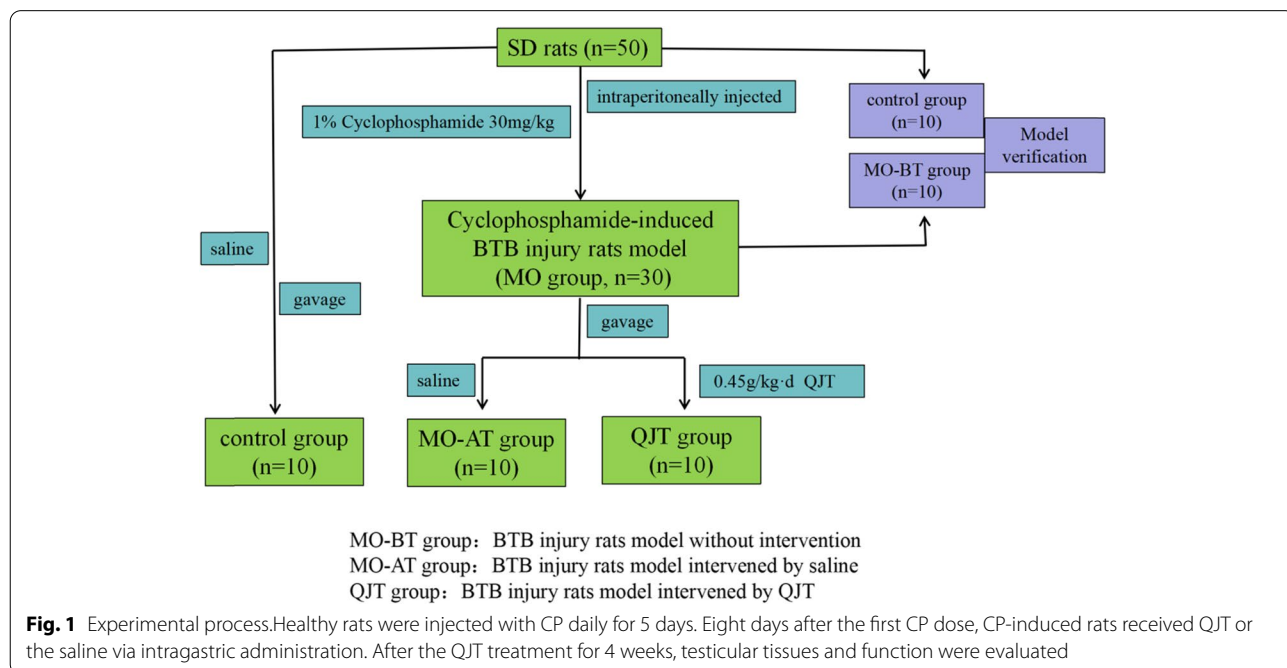 SD rats (n=50)
intraperitoneally injected
1% Cyclophosphamide 30mg/kg
control group
(n=10)
Model
verification
MO-BT group
(n=10)
Cyclophosphamide-induced
BTB injury rats model
(MO group, n=30)
saline
gavage
gavage
saline
0.45g/kg·d QJT
control group
(n=10)
MO-AT group
(n=10)
QJT group
(n=10)
MO-BT group：BTB injury rats model without intervention
MO-AT group：BTB injury rats model intervened by saline
QJT group：BTB injury rats model intervened by QJT
Fig. 1 Experimental process.Healthy rats were injected with CP daily for 5 days. Eight days after the first CP dose, CP-induced rats received QJT or
the saline via intragastric administration. After the QJT treatment for 4 weeks, testicular tissues and function were evaluated